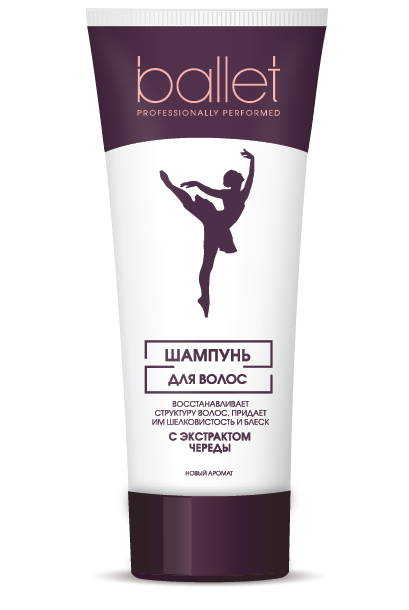 ballet
PROFESSIONALLY PERFORMED
ШАМПУНЬ
ДЛЯ ВОЛОС
ВОССТАНАВЛИВАЕТ
СТРУКТУРУ ВОЛОС, ПРИДАЕТ
ИМ ШЕЛКОВИСТОСТЬ И БЛЕСК
С ЭКСТРАКТОМ
ЧЕРЕДЫ
НОВЫЙ АРОМАТ